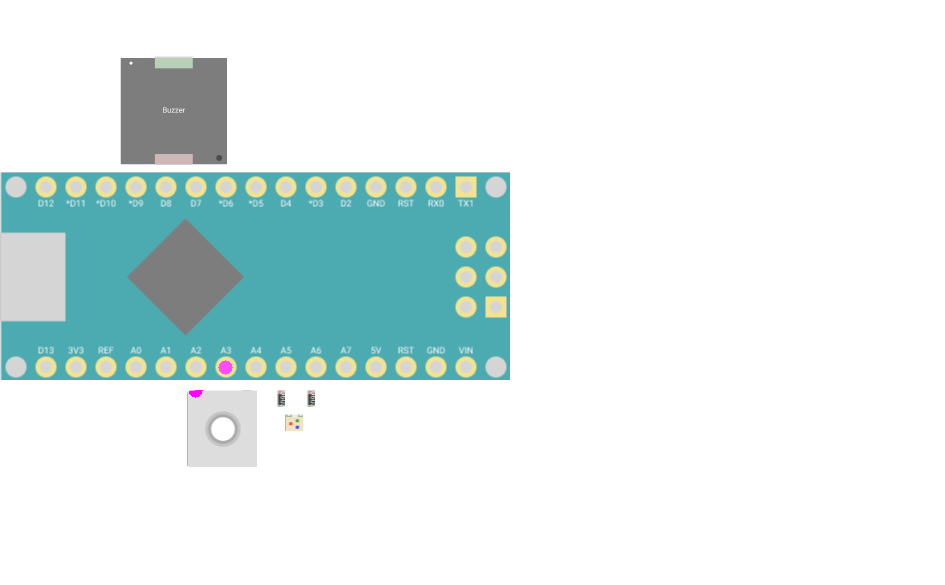 Buzzer
D12 *D11 *D10 *D9 D8 D7 *D6 *D5 D4 *D3 D2 GND RST RX0 TX1
D13 3V3 REF A0 A1 A2 A3 A4 A5 A6 A7 5V RST GND VIN